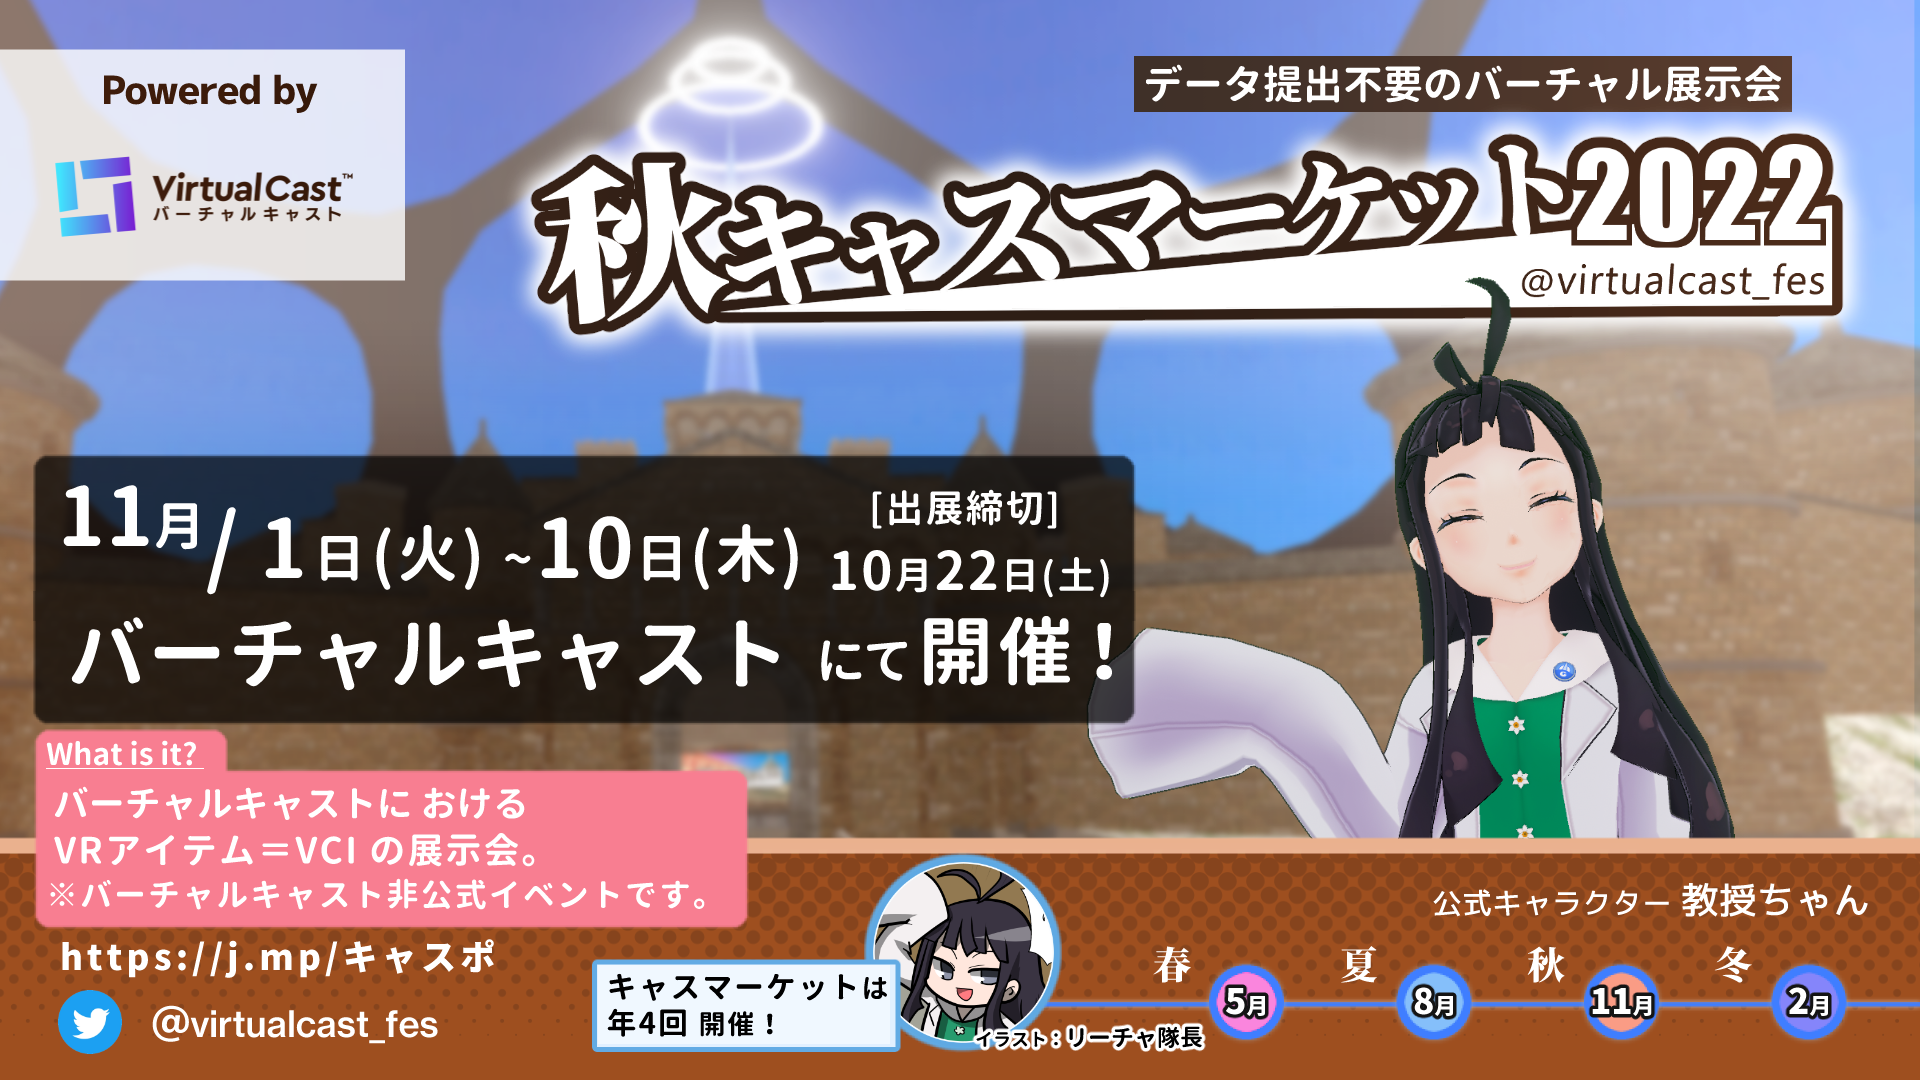 Powered by
VirtualCast™
バーチャルキャスト
データ提出不要のバーチャル展示会
秋キャスマーケット2022
@virtualcast_fes
11月/1日(火)~10日(木)
[出展締切]
10月22日(土)
バーチャルキャスト にて 開催！
What is it?
バーチャルキャストに おける
VRアイテム＝VCI の展示会。
※バーチャルキャスト非公式イベントです。
https://j.mp/キャスポ
@virtualcast_fes
キャスマーケットは
年4回 開催！
イラスト：リーチャ隊長
公式キャラクター 教授ちゃん
春 夏 秋 冬
5月 8月 11月 2月